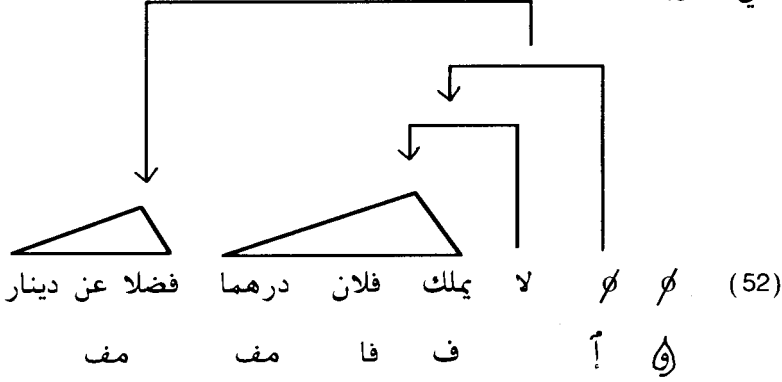 (52) ∅ ∅ لا يملك فلان درهما فضلا عن دينار
أ ف فا مف مف